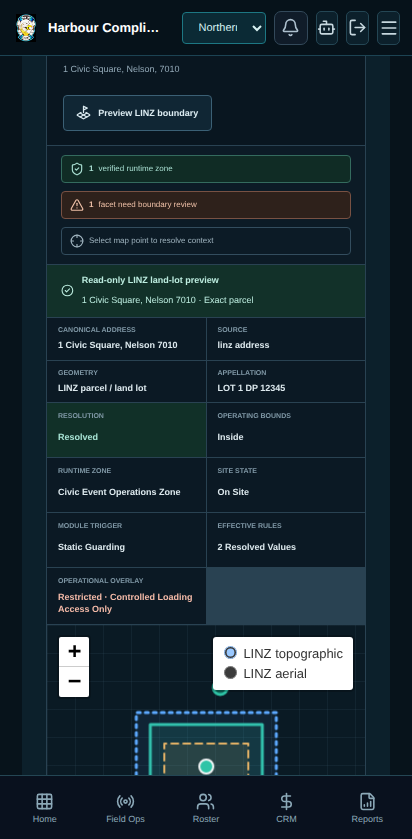 Harbour Compli...
Northern
1 Civic Square, Nelson, 7010
Preview LINZ boundary
1 verified runtime zone
1 facet need boundary review
Select map point to resolve context
Read-only LINZ land-lot preview
1 Civic Square, Nelson 7010 · Exact parcel
CANONICAL ADDRESS
1 Civic Square, Nelson 7010
SOURCE
linz address
GEOMETRY
LINZ parcel / land lot
APPELLATION
LOT 1 DP 12345
RESOLUTION
Resolved
OPERATING BOUNDS
Inside
RUNTIME ZONE
Civic Event Operations Zone
SITE STATE
On Site
MODULE TRIGGER
Static Guarding
EFFECTIVE RULES
2 Resolved Values
OPERATIONAL OVERLAY
Restricted · Controlled Loading
Access Only
+
−
LINZ topographic
LINZ aerial
Home
Field Ops
Roster
CRM
Reports